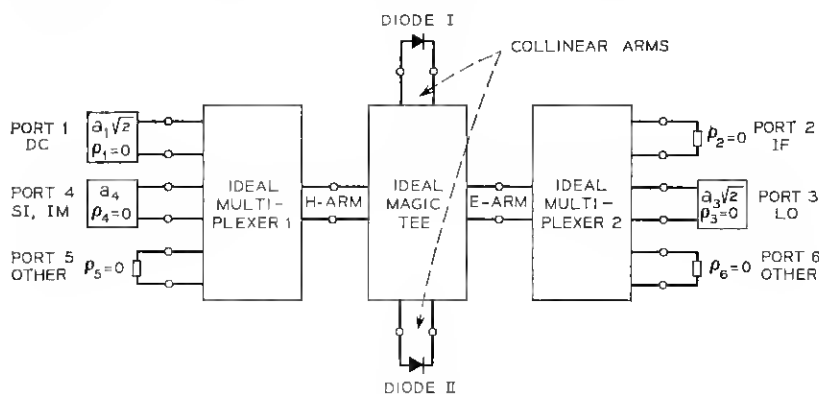 DIODE I
COLLINEAR ARMS
PORT 1
DC
a₁√2
ρ₁=0
PORT 4
SI, IM
a₄
ρ₄=0
PORT 5
OTHER
ρ₅=0
IDEAL
MULTI-
PLEXER 1
H-ARM
IDEAL
MAGIC
TEE
E-ARM
IDEAL
MULTI-
PLEXER 2
ρ₂=0
PORT 2
IF
a₃√2
ρ₃=0
PORT 3
LO
ρ₆=0
PORT 6
OTHER
DIODE II